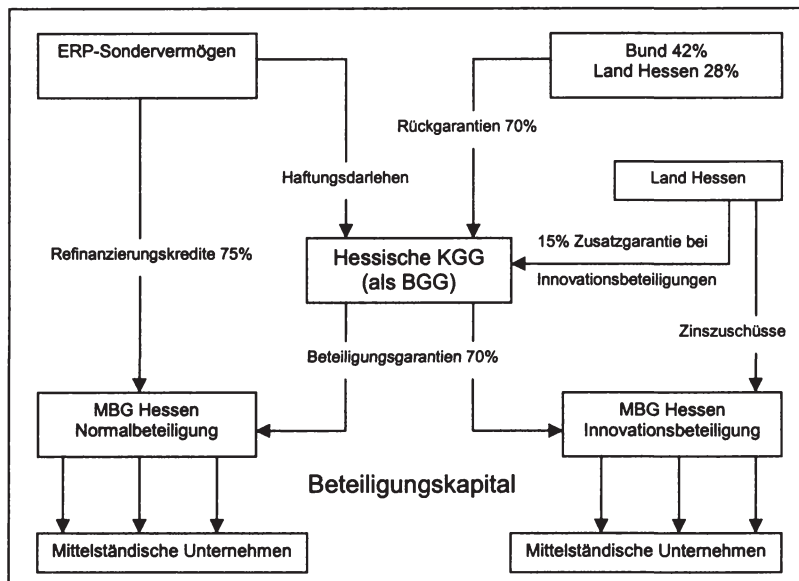 ERP-Sondervermögen
Bund 42%
Land Hessen 28%
Rückgarantien 70%
Haftungsdarlehen
Land Hessen
Refinanzierungskredite 75%
Hessische KGG
(als BGG)
15% Zusatzgarantie bei
Innovationsbeteiligungen
Zinszuschüsse
Beteiligungsgarantien 70%
MBG Hessen
Normalbeteiligung
MBG Hessen
Innovationsbeteiligung
Beteiligungskapital
Mittelständische Unternehmen
Mittelständische Unternehmen